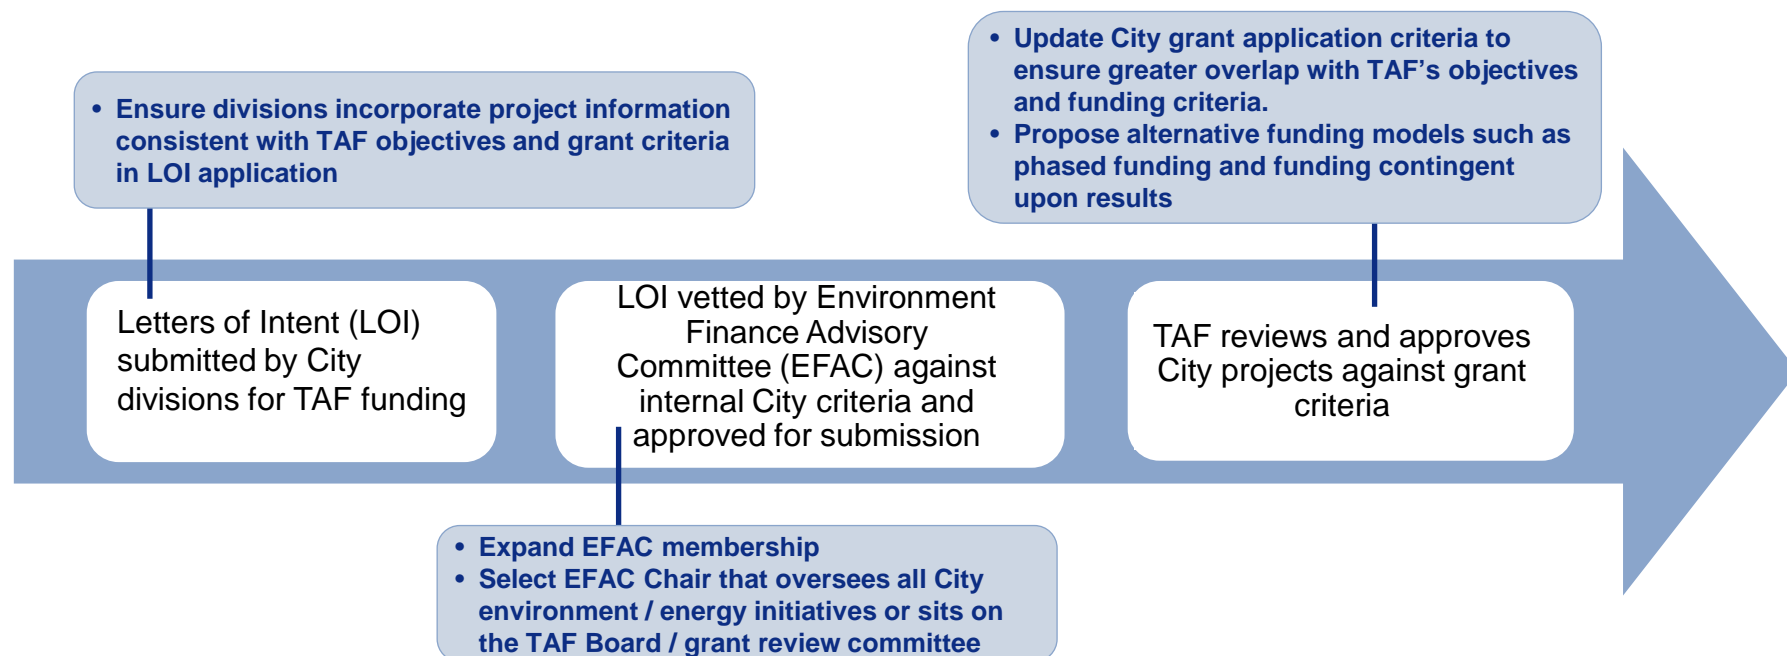 • Ensure divisions incorporate project information
consistent with TAF objectives and grant criteria
in LOI application
• Update City grant application criteria to
ensure greater overlap with TAF’s objectives
and funding criteria.
• Propose alternative funding models such as
phased funding and funding contingent
upon results
Letters of Intent (LOI)
submitted by City
divisions for TAF funding
LOI vetted by Environment
Finance Advisory
Committee (EFAC) against
internal City criteria and
approved for submission
TAF reviews and approves
City projects against grant
criteria
• Expand EFAC membership
• Select EFAC Chair that oversees all City
environment / energy initiatives or sits on
the TAF Board / grant review committee